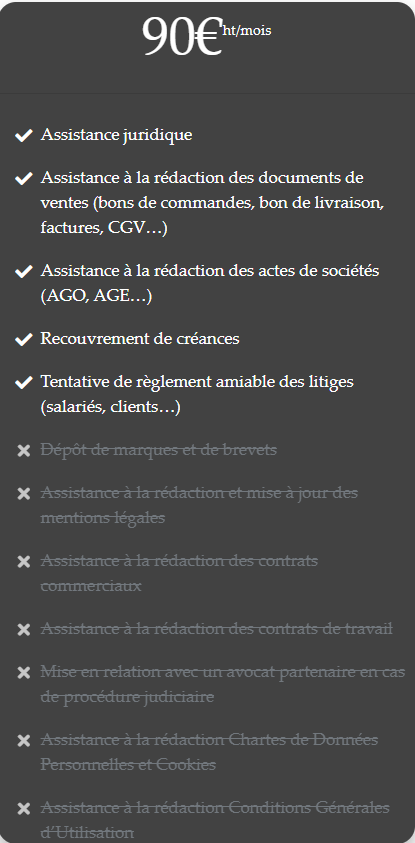 90€ht/mois
Assistance juridique
Assistance à la rédaction des documents de
ventes (bons de commandes, bon de livraison,
factures, CGV…)
Assistance à la rédaction des actes de sociétés
(AGO, AGE…)
Recouvrement de créances
Tentative de règlement amiable des litiges
(salariés, clients…)
Dépôt de marques et de brevets
Assistance à la rédaction et mise à jour des
mentions légales
Assistance à la rédaction des contrats
commerciaux
Assistance à la rédaction des contrats de travail
Mise en relation avec un avocat partenaire en cas
de procédure judiciaire
Assistance à la rédaction Chartes de Données
Personnelles et Cookies
Assistance à la rédaction Conditions Générales
d’Utilisation